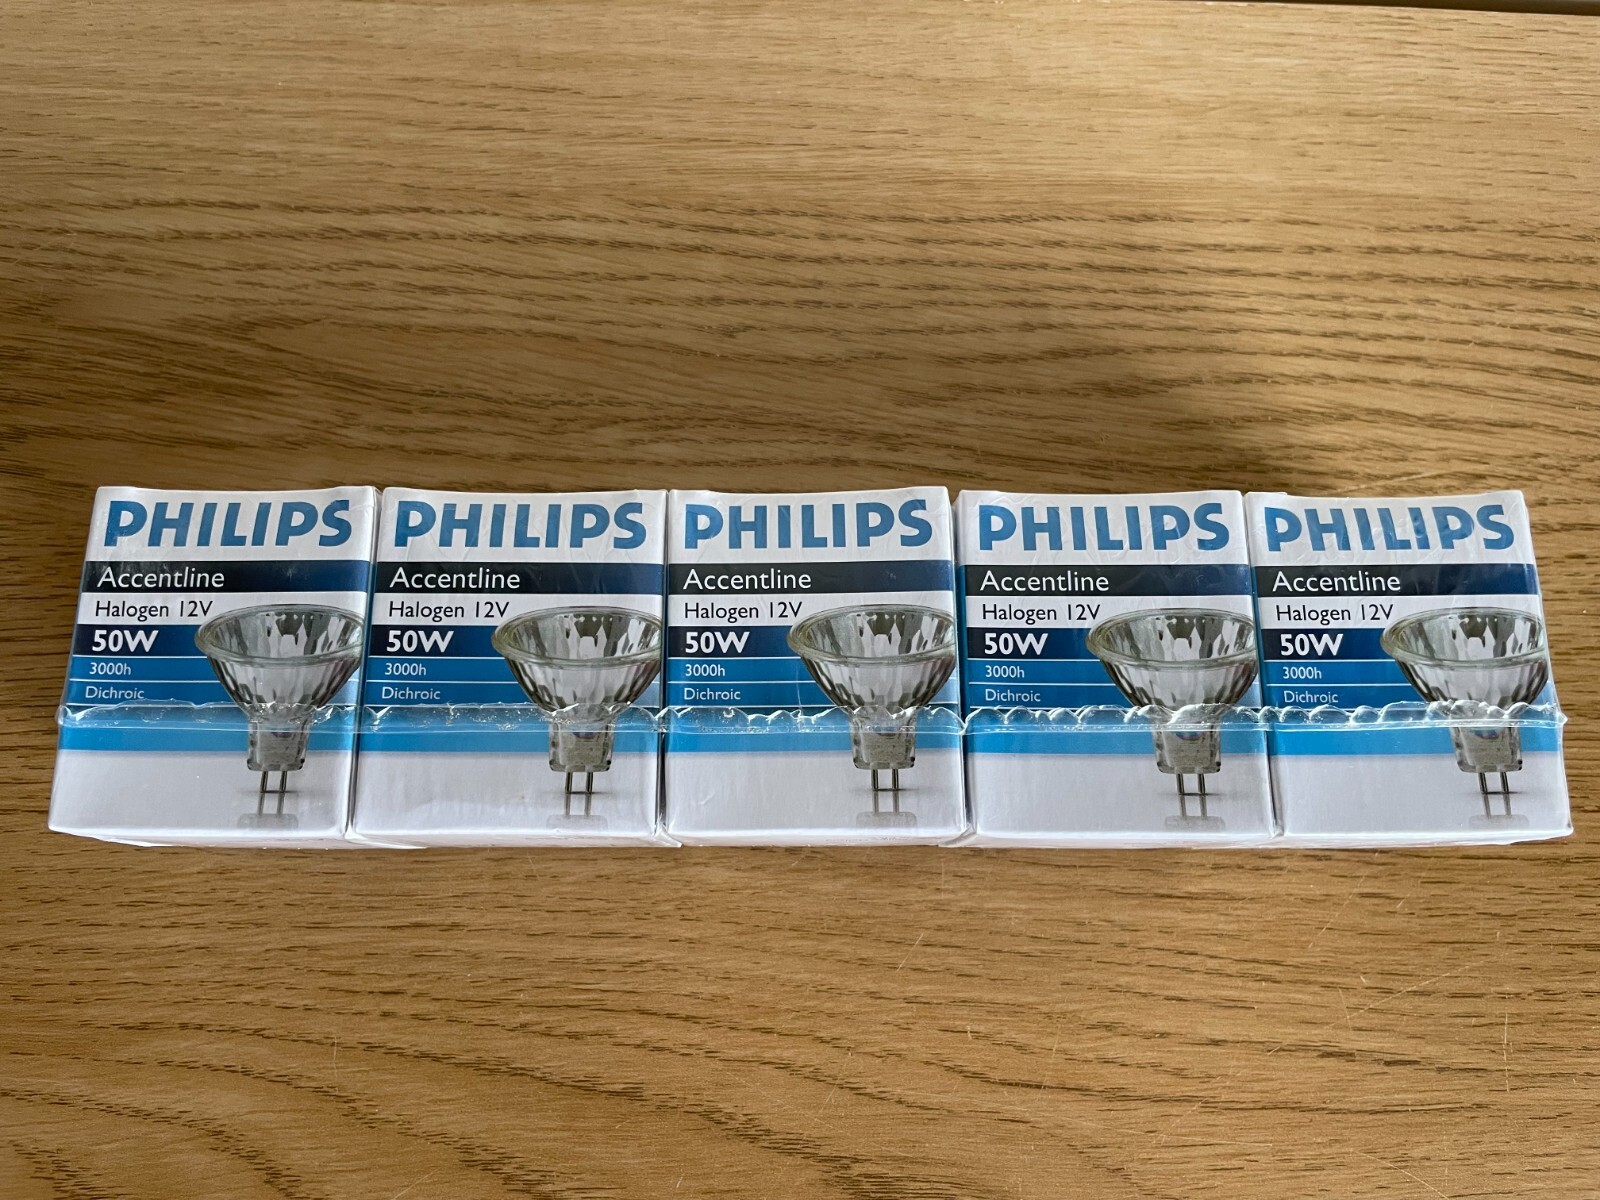 PHILIPS
Accentline
Halogen 12V
50W
3000h
Dichroic
PHILIPS
Accentline
Halogen 12V
50W
3000h
Dichroic
PHILIPS
Accentline
Halogen 12V
50W
3000h
Dichroic
PHILIPS
Accentline
Halogen 12V
50W
3000h
Dichroic
PHILIPS
Accentline
Halogen 12V
50W
3000h
Dichroic